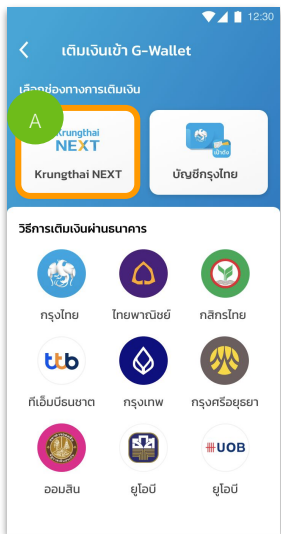 12:30
เติมเงินเข้า G-Wallet
เลือกช่องทางการเติมเงิน
A
Krungthai
NEXT
เป๋าตัง
Krungthai NEXT
บัญชีกรุงไทย
วิธีการเติมเงินผ่านธนาคาร
กรุงไทย
ไทยพาณิชย์
กสิกรไทย
ttb
ทีเอ็มบีธนชาต
กรุงเทพ
กรุงศรีอยุธยา
UOB
ออมสิน
ยูโอบี
ยูโอบี